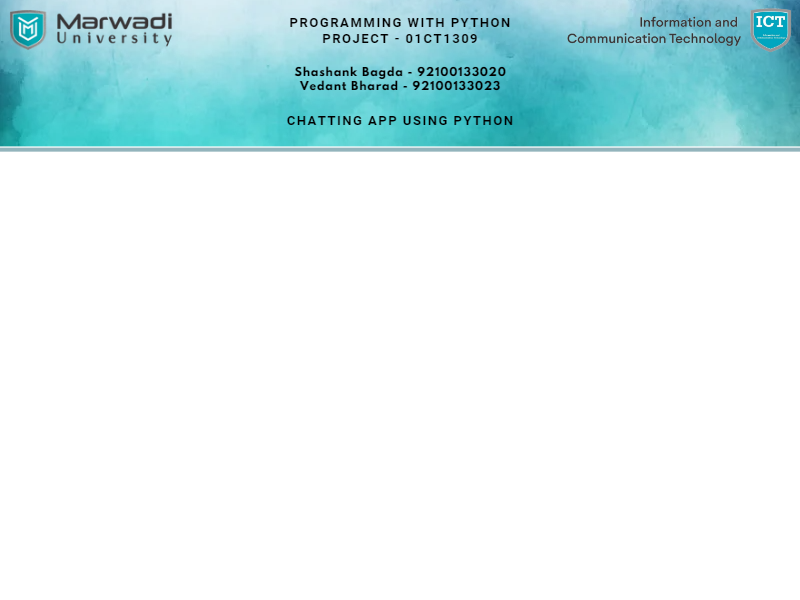 Marwadi
University
PROGRAMMING WITH PYTHON
PROJECT - 01CT1309
Shashank Bagda - 92100133020
Vedant Bharad - 92100133023
CHATTING APP USING PYTHON
Information and
Communication Technology
ICT